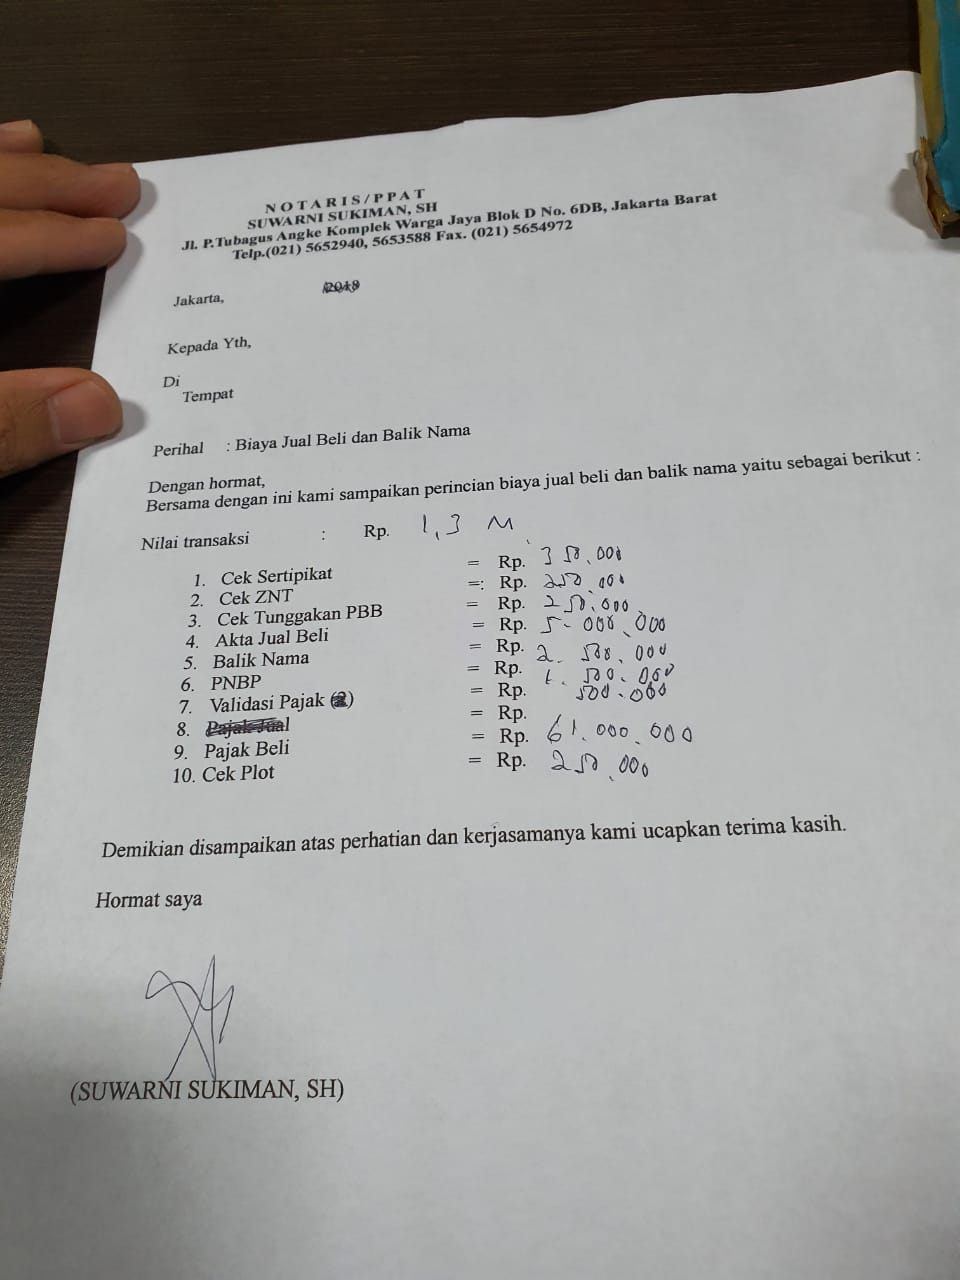 NOTARIS/PPAT
SUWARNI SUKIMAN, SH
Jl. P.Tubagus Angke Komplek Warga Jaya Blok D No. 6DB, Jakarta Barat
Telp.(021) 5652940, 5653588 Fax. (021) 5654972
Jakarta, 2018
Kepada Yth,
Di
Tempat
Perihal : Biaya Jual Beli dan Balik Nama
Dengan hormat,
Bersama dengan ini kami sampaikan perincian biaya jual beli dan balik nama yaitu sebagai berikut :
Nilai transaksi : Rp. 1,3 M
1. Cek Sertipikat = Rp. 350.000
2. Cek ZNT =: Rp. 250.000
3. Cek Tunggakan PBB = Rp. 250.000
4. Akta Jual Beli = Rp. 5.000.000
5. Balik Nama = Rp. 2.500.000
6. PNBP = Rp. 1.500.000
7. Validasi Pajak ( ) = Rp. 500.000
8. Pajak Jual = Rp.
9. Pajak Beli = Rp. 61.000.000
10. Cek Plot = Rp. 250.000
Demikian disampaikan atas perhatian dan kerjasamanya kami ucapkan terima kasih.
Hormat saya
(SUWARNI SUKIMAN, SH)